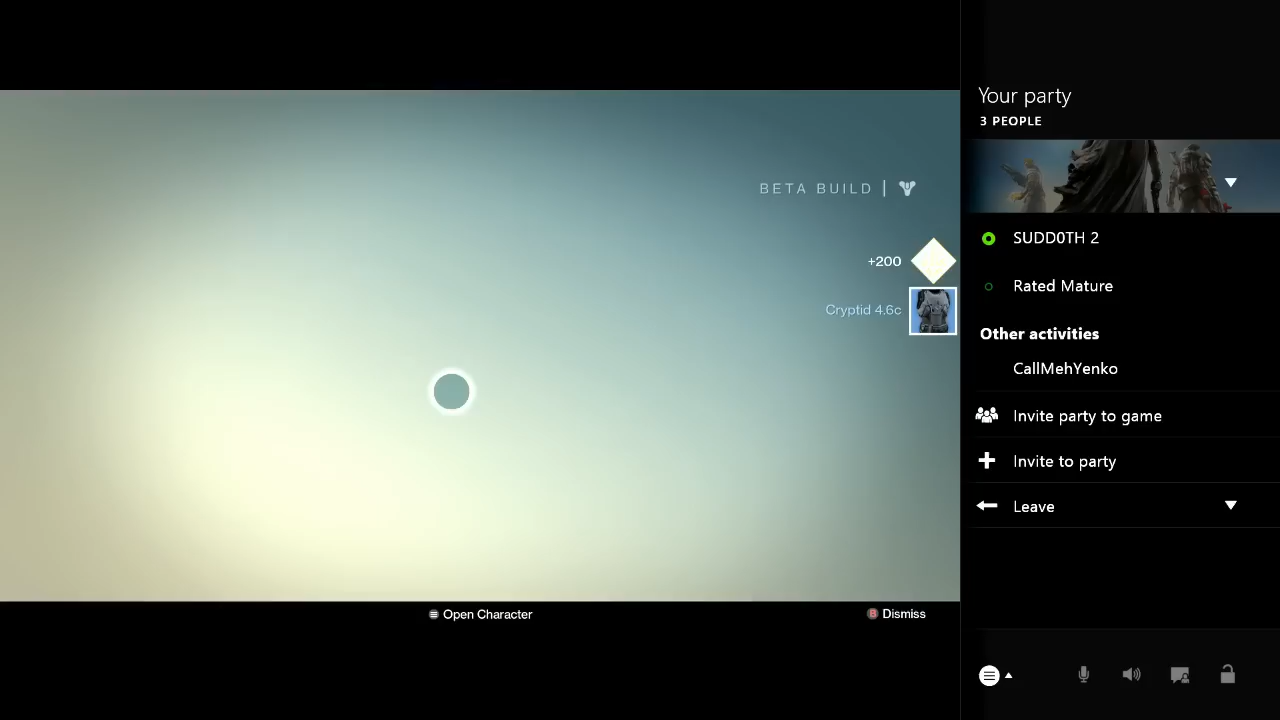 BETA BUILD
+200
Cryptid 4.6c
Open Character
B Dismiss
Your party
3 PEOPLE
SUDD0TH 2
Rated Mature
Other activities
CallMehYenko
Invite party to game
Invite to party
Leave